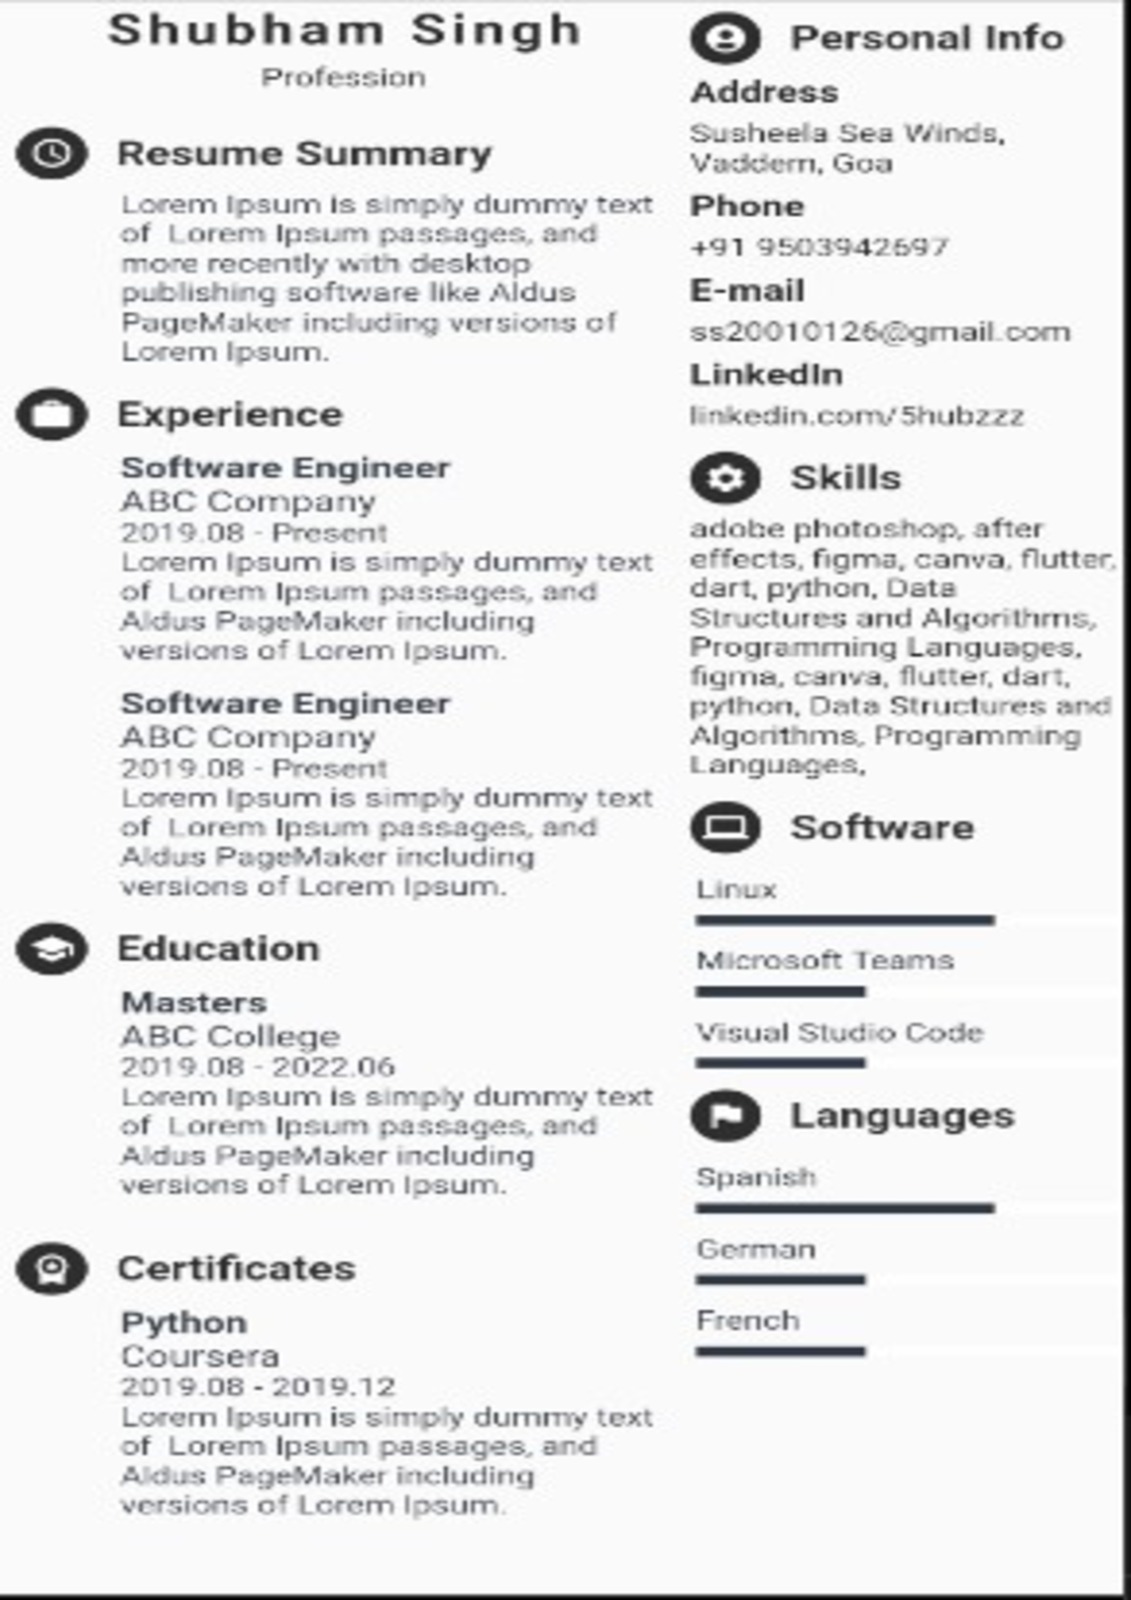 Shubham Singh
Profession
Resume Summary
Lorem Ipsum is simply dummy text
of Lorem Ipsum passages, and
more recently with desktop
publishing software like Aldus
PageMaker including versions of
Lorem Ipsum.
Experience
Software Engineer
ABC Company
2019.08 - Present
Lorem Ipsum is simply dummy text
of Lorem Ipsum passages, and
Aldus PageMaker including
versions of Lorem Ipsum.
Software Engineer
ABC Company
2019.08 - Present
Lorem Ipsum is simply dummy text
of Lorem Ipsum passages, and
Aldus PageMaker including
versions of Lorem Ipsum.
Education
Masters
ABC College
2019.08 - 2022.06
Lorem Ipsum is simply dummy text
of Lorem Ipsum passages, and
Aldus PageMaker including
versions of Lorem Ipsum.
Certificates
Python
Coursera
2019.08 - 2019.12
Lorem Ipsum is simply dummy text
of Lorem Ipsum passages, and
Aldus PageMaker including
versions of Lorem Ipsum.
Personal Info
Address
Susheela Sea Winds,
Vaddem, Goa
Phone
+91 9503942697
E-mail
ss20010126@gmail.com
LinkedIn
linkedin.com/5hubzzz
Skills
adobe photoshop, after
effects, figma, canva, flutter,
dart, python, Data
Structures and Algorithms,
Programming Languages,
figma, canva, flutter, dart,
python, Data Structures and
Algorithms, Programming
Languages,
Software
Linux
Microsoft Teams
Visual Studio Code
Languages
Spanish
German
French